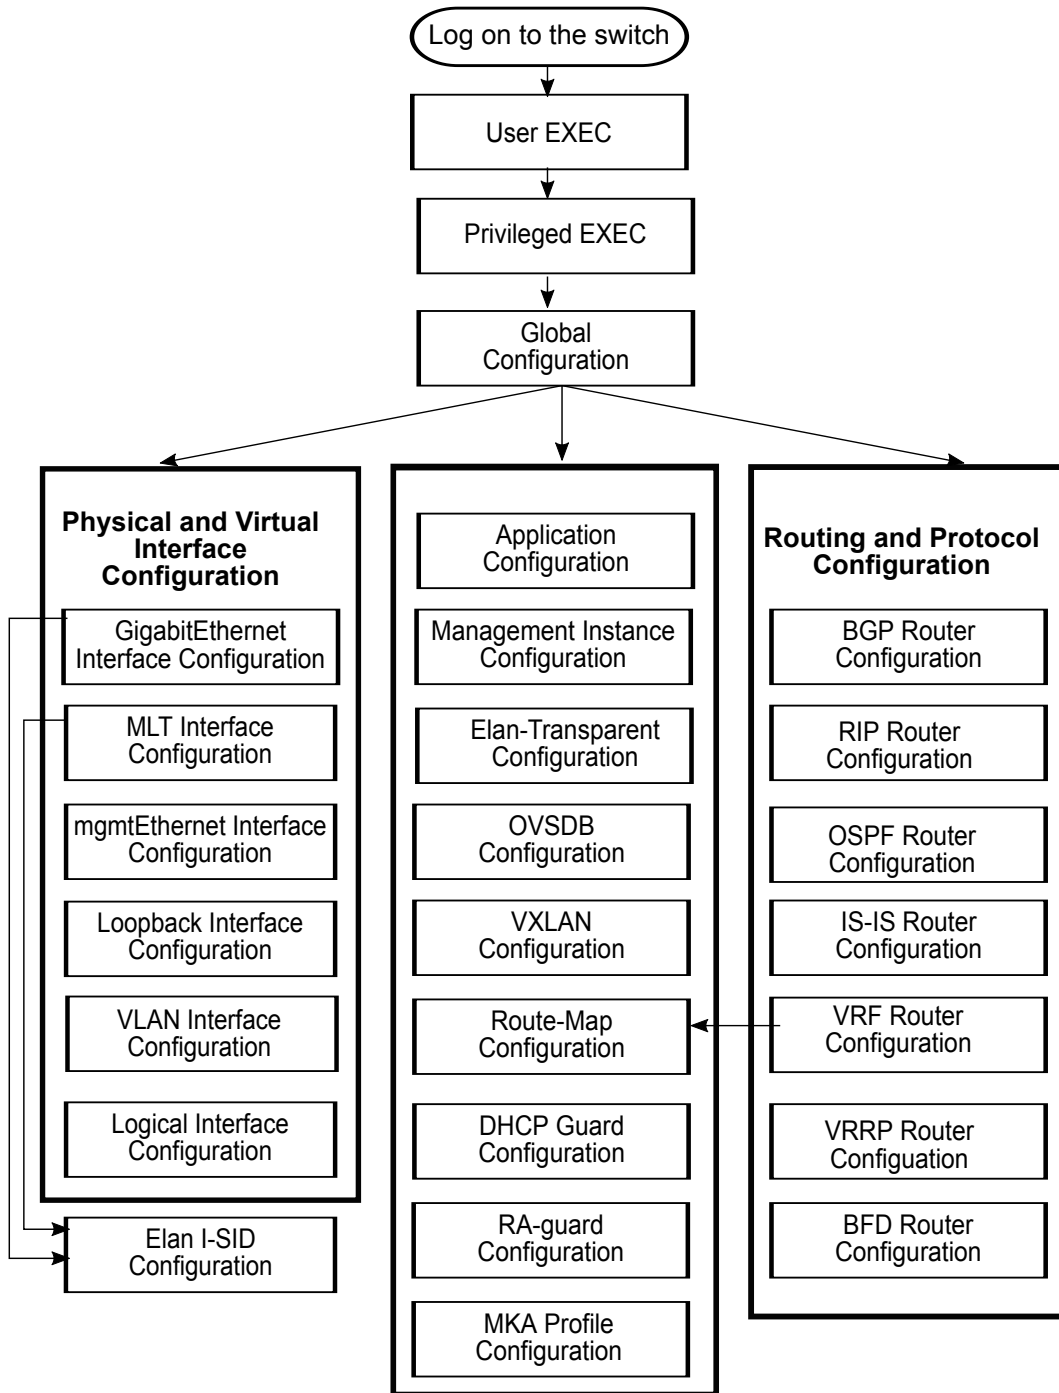 Log on to the switch
User EXEC
Privileged EXEC
Global
Configuration
Physical and Virtual
Interface
Configuration
GigabitEthernet
Interface Configuration
MLT Interface
Configuration
mgmtEthernet Interface
Configuration
Loopback Interface
Configuration
VLAN Interface
Configuration
Logical Interface
Configuration
Elan I-SID
Configuration
Application
Configuration
Management Instance
Configuration
Elan-Transparent
Configuration
OVSDB
Configuration
VXLAN
Configuration
Route-Map
Configuration
DHCP Guard
Configuration
RA-guard
Configuration
MKA Profile
Configuration
Routing and Protocol
Configuration
BGP Router
Configuration
RIP Router
Configuration
OSPF Router
Configuration
IS-IS Router
Configuration
VRF Router
Configuration
VRRP Router
Configuation
BFD Router
Configuration